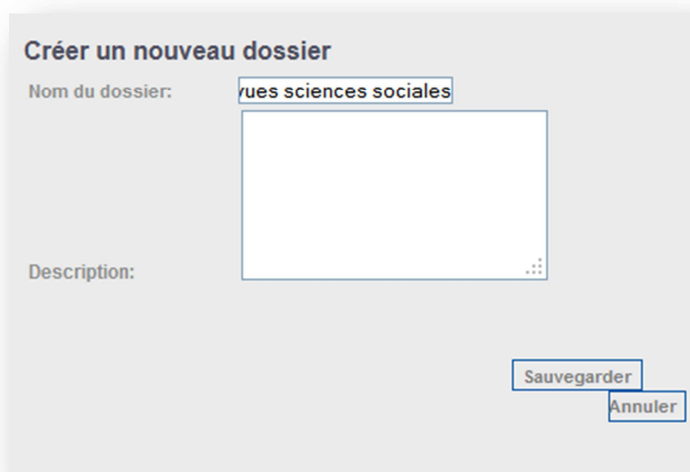 Créer un nouveau dossier
Nom du dossier: vues sciences sociales
Description:
Sauvegarder
Annuler